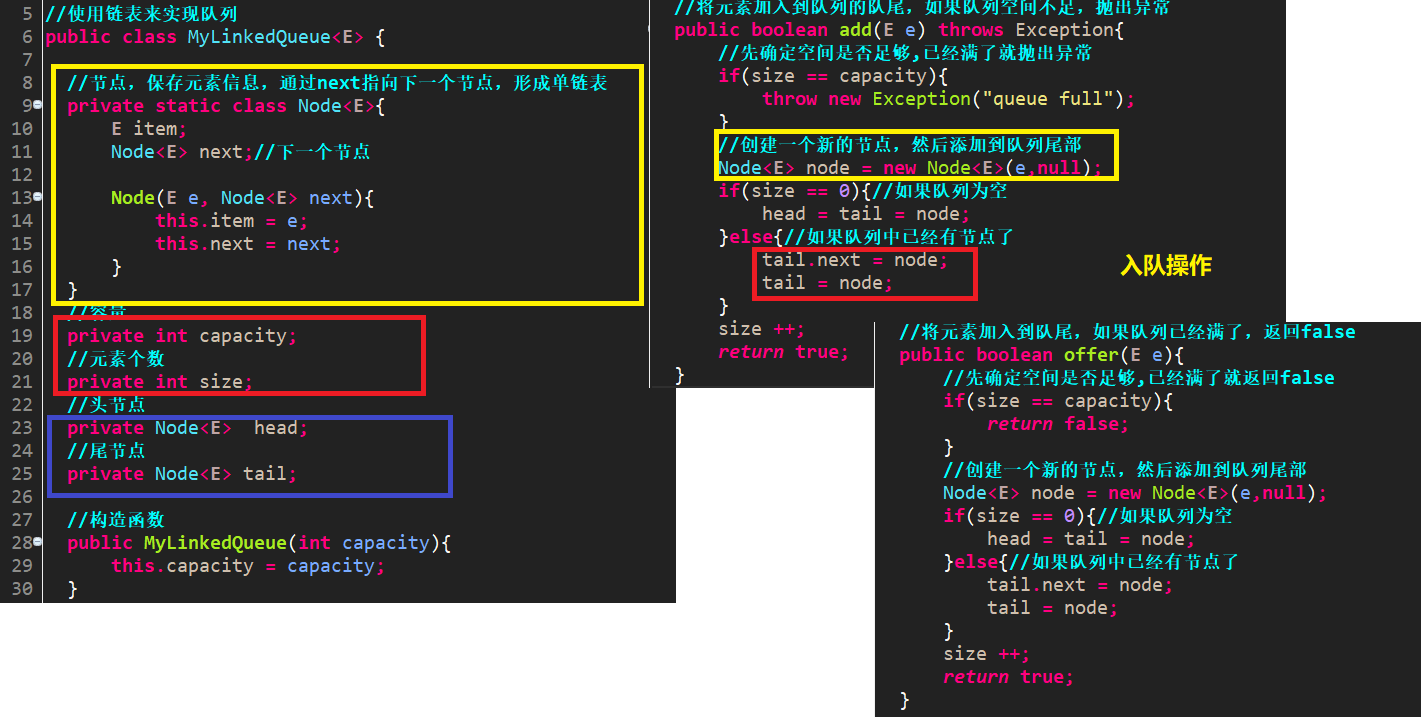 5 //使用链表来实现队列
6 public class MyLinkedQueue<E> {
7
8 //节点，保存元素信息，通过next指向下一个节点，形成单链表
9 private static class Node<E>{
10 E item;
11 Node<E> next;//下一个节点
12
13 Node(E e, Node<E> next){
14 this.item = e;
15 this.next = next;
16 }
17 }
18 //容量
19 private int capacity;
20 //元素个数
21 private int size;
22 //头节点
23 private Node<E>  head;
24 //尾节点
25 private Node<E> tail;
26
27 //构造函数
28 public MyLinkedQueue(int capacity){
29 this.capacity = capacity;
30 }
//将元素加入到队列的队尾，如果队列空间不足，抛出异常
public boolean add(E e) throws Exception{
//先确定空间是否足够,已经满了就抛出异常
if(size == capacity){
throw new Exception("queue full");
}
//创建一个新的节点，然后添加到队列尾部
Node<E> node = new Node<E>(e,null);
if(size == 0){//如果队列为空
head = tail = node;
}else{//如果队列中已经有节点了
tail.next = node;
tail = node;
}
size ++;
return true;
}
入队操作
//将元素加入到队尾，如果队列已经满了，返回false
public boolean offer(E e){
//先确定空间是否足够,已经满了就返回false
if(size == capacity){
return false;
}
//创建一个新的节点，然后添加到队列尾部
Node<E> node = new Node<E>(e,null);
if(size == 0){//如果队列为空
head = tail = node;
}else{//如果队列中已经有节点了
tail.next = node;
tail = node;
}
size ++;
return true;
}